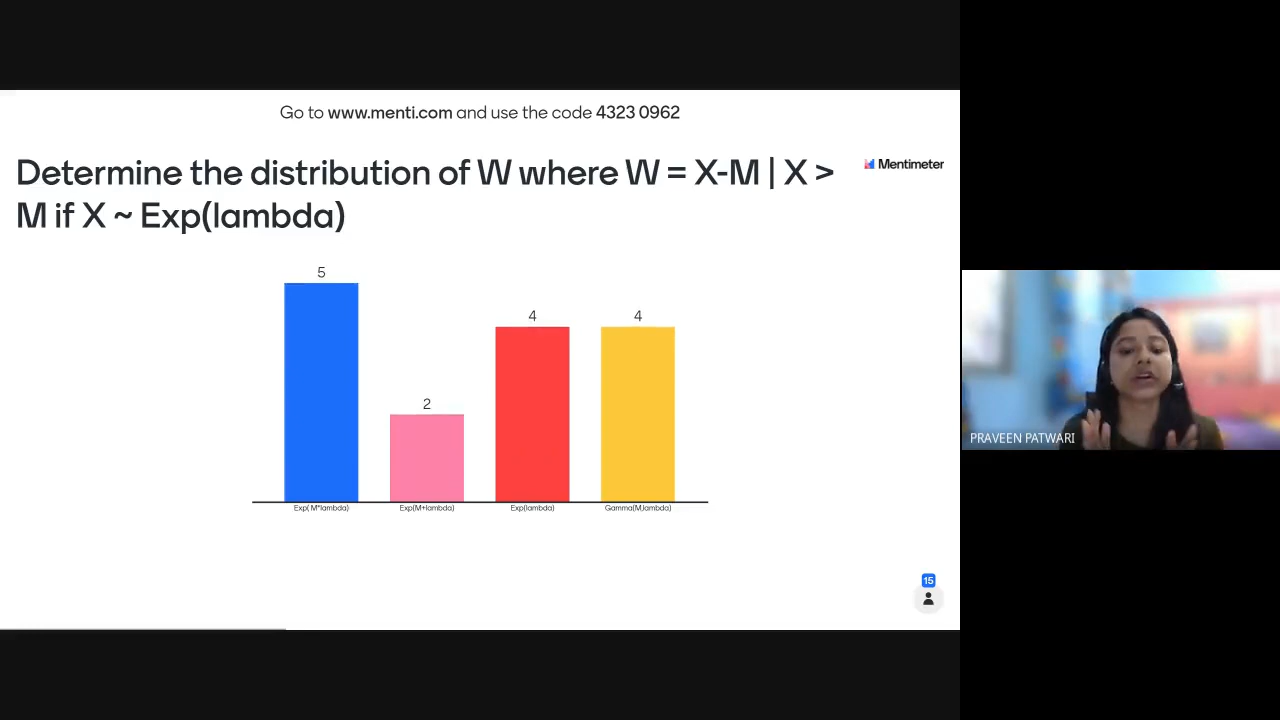 Go to www.menti.com and use the code 4323 0962
Determine the distribution of W where W = X-M | X >
M if X ~ Exp(lambda)
Mentimeter
5
2
4
4
Exp( M*lambda)
Exp(M+lambda)
Exp(lambda)
Gamma(M,lambda)
15
PRAVEEN PATWARI